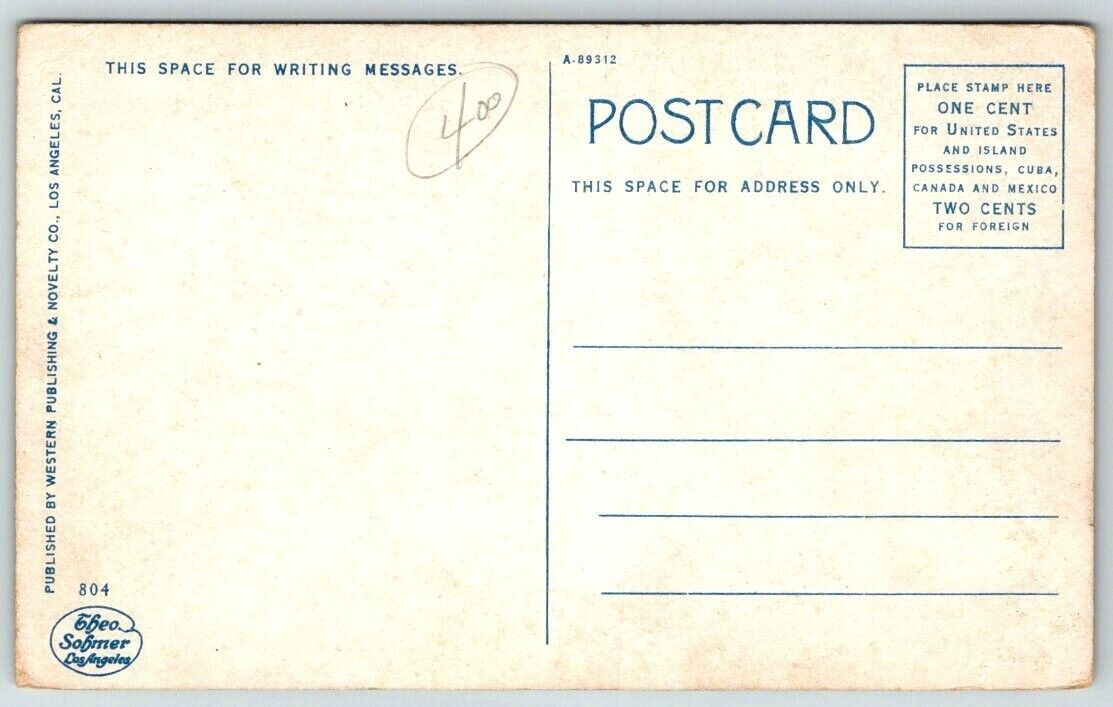 THIS SPACE FOR WRITING MESSAGES.
4 00
PUBLISHED BY WESTERN PUBLISHING & NOVELTY CO., LOS ANGELES, CAL.
804
Theo
Sohmer
Los Angeles
A-89312
POST CARD
THIS SPACE FOR ADDRESS ONLY.
PLACE STAMP HERE
ONE CENT
FOR UNITED STATES
AND ISLAND
POSSESSIONS, CUBA,
CANADA AND MEXICO
TWO CENTS
FOR FOREIGN